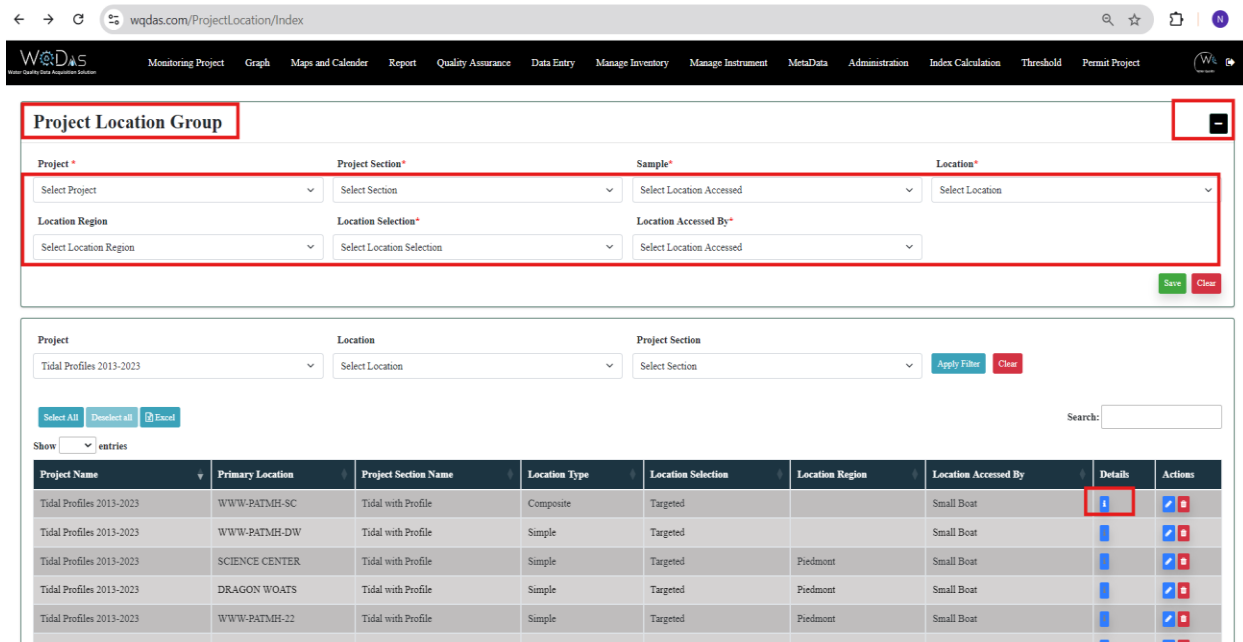 wqdas.com/ProjectLocation/Index
N
WQDAS
Water Quality Data Acquisition Solution
Monitoring Project Graph Maps and Calender Report Quality Assurance Data Entry Manage Inventory Manage Instrument MetaData Administration Index Calculation Threshold Permit Project
Project Location Group
Project * Project Section* Sample* Location*
Select Project Select Section Select Location Accessed Select Location
Location Region Location Selection* Location Accessed By*
Select Location Region Select Location Selection Select Location Accessed
Save Clear
Project Location Project Section
Tidal Profiles 2013-2023 Select Location Select Section Apply Filter Clear
Select All Deselect all Excel Search:
Show entries
Project Name Primary Location Project Section Name Location Type Location Selection Location Region Location Accessed By Details Actions
Tidal Profiles 2013-2023 WWW-PATMH-SC Tidal with Profile Composite Targeted Small Boat
Tidal Profiles 2013-2023 WWW-PATMH-DW Tidal with Profile Simple Targeted Small Boat
Tidal Profiles 2013-2023 SCIENCE CENTER Tidal with Profile Simple Targeted Piedmont Small Boat
Tidal Profiles 2013-2023 DRAGON WOATS Tidal with Profile Simple Targeted Piedmont Small Boat
Tidal Profiles 2013-2023 WWW-PATMH-22 Tidal with Profile Simple Targeted Piedmont Small Boat